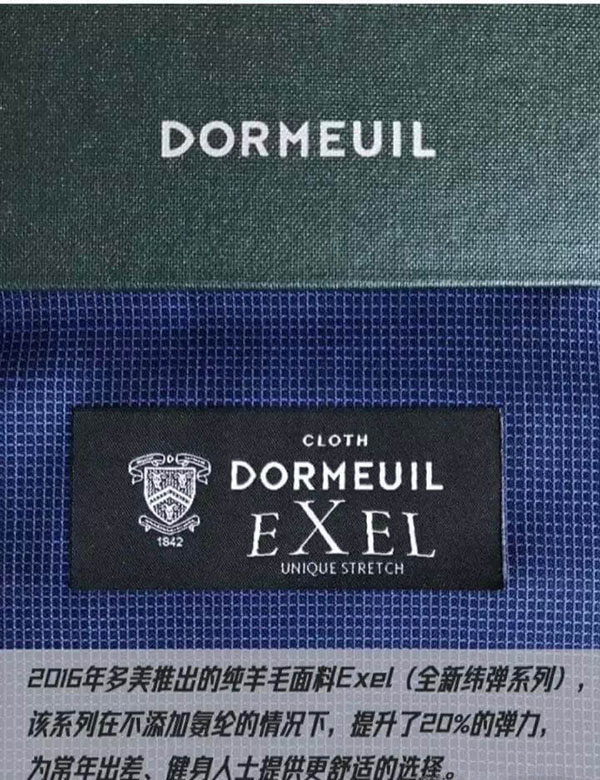 DORMEUIL
CLOTH
DORMEUIL
EXEL
1842
UNIQUE STRETCH
2016年多美推出的纯羊毛面料Exel（全新纬弹系列），
该系列在不添加氨纶的情况下，提升了20%的弹力，
为常年出差、健身人士提供更舒适的选择。